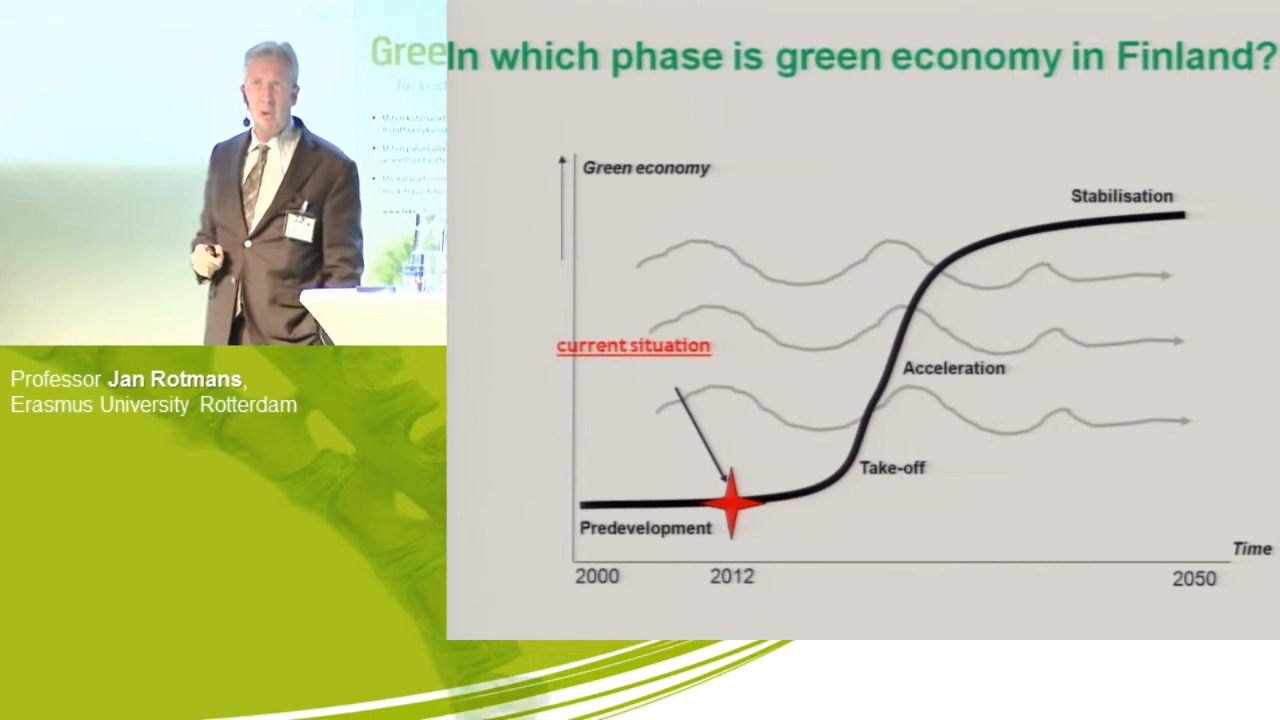 Gree
In which phase is green economy in Finland?
Green economy
Stabilisation
current situation
Acceleration
Take-off
Predevelopment
Time
2000
2012
2050
Professor Jan Rotmans,
Erasmus University Rotterdam